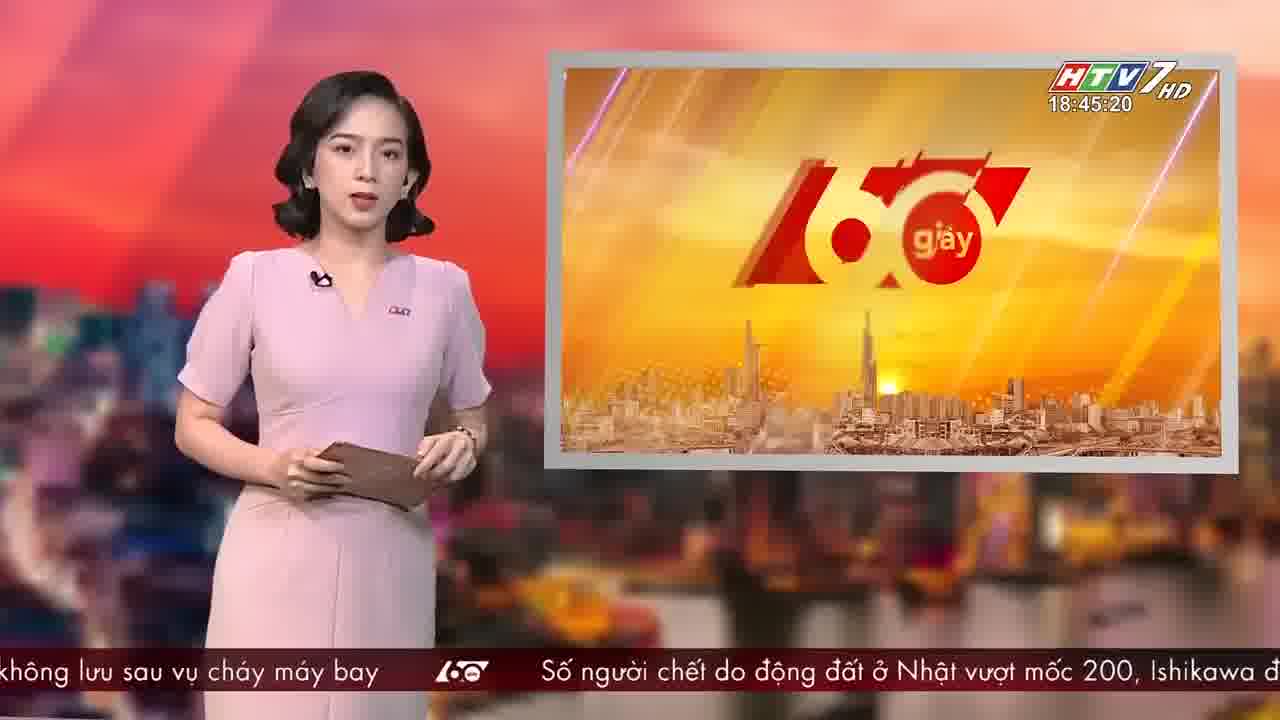 HTV7 HD
18:45:20
60 giây
không lưu sau vụ cháy máy bay 60 Số người chết do động đất ở Nhật vượt mốc 200, Ishikawa đ